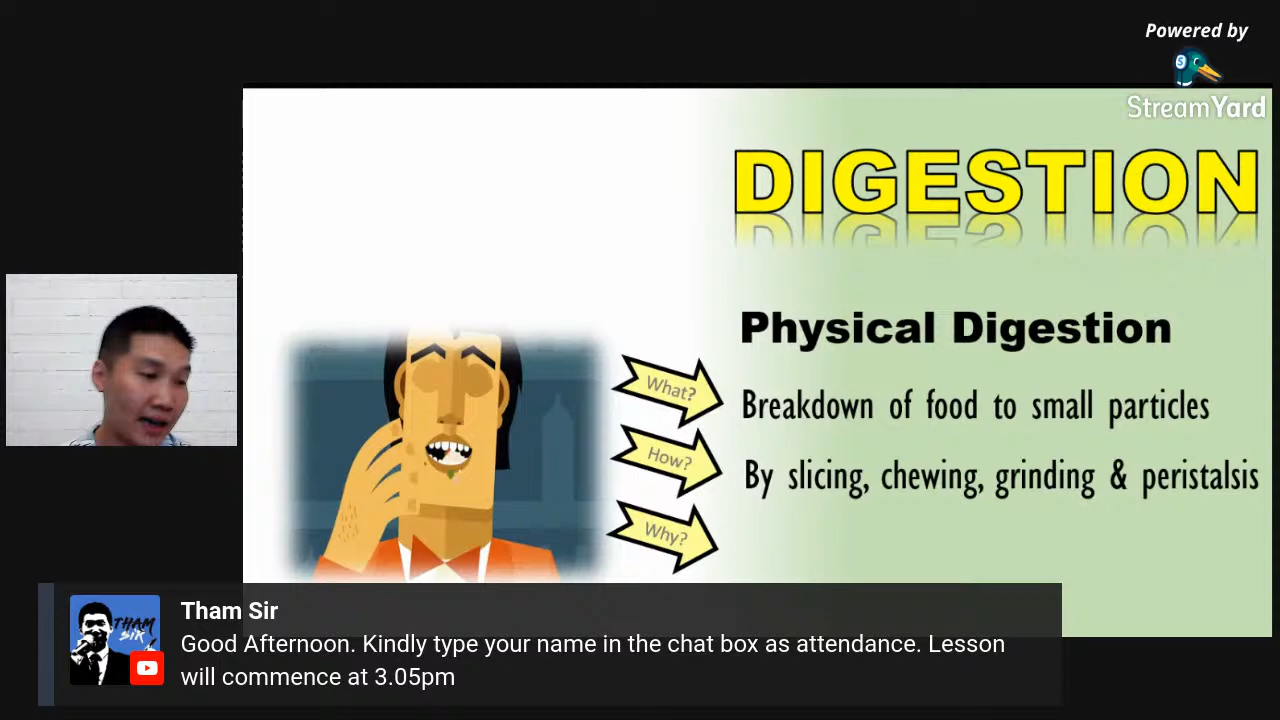 Powered by
StreamYard
DIGESTION
Physical Digestion
What?
Breakdown of food to small particles
How?
By slicing, chewing, grinding & peristalsis
Why?
THAM
SIR
Tham Sir
Good Afternoon. Kindly type your name in the chat box as attendance. Lesson
will commence at 3.05pm